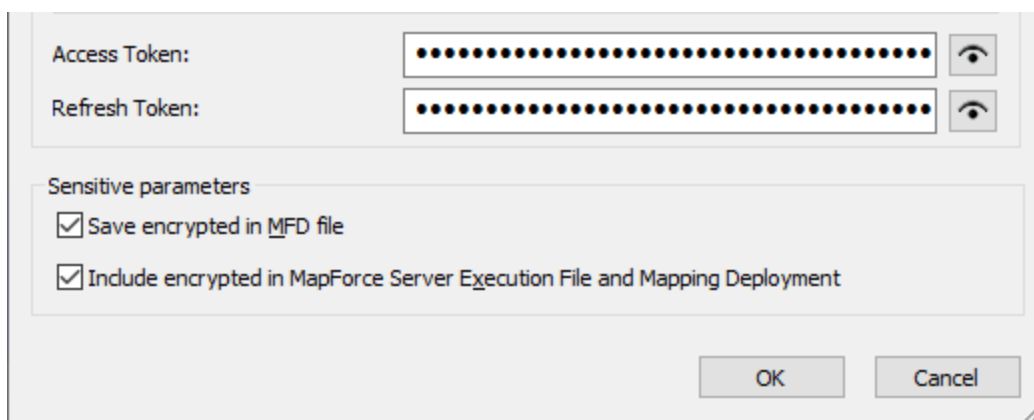 Access Token:
Refresh Token:
Sensitive parameters
Save encrypted in MFD file
Include encrypted in MapForce Server Execution File and Mapping Deployment
OK
Cancel